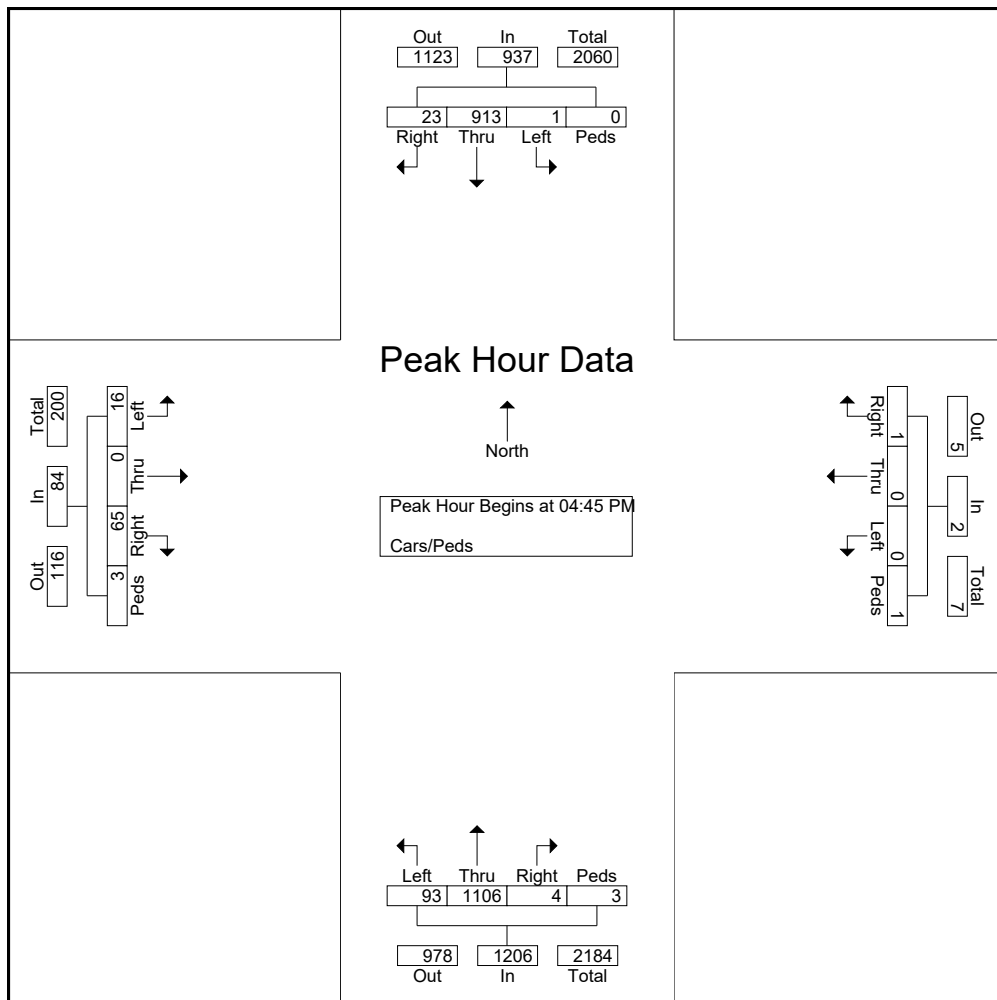 Out In Total
1123 937 2060
23 913 1 0
Right Thru Left Peds
Peak Hour Data
North
Peak Hour Begins at 04:45 PM
Cars/Peds
Total In Out
200 84 116
16 0 65 3
Left Thru Right Peds
Out In Total
5 2 7
1 0 0 1
Right Thru Left Peds
Left Thru Right Peds
93 1106 4 3
978 1206 2184
Out In Total